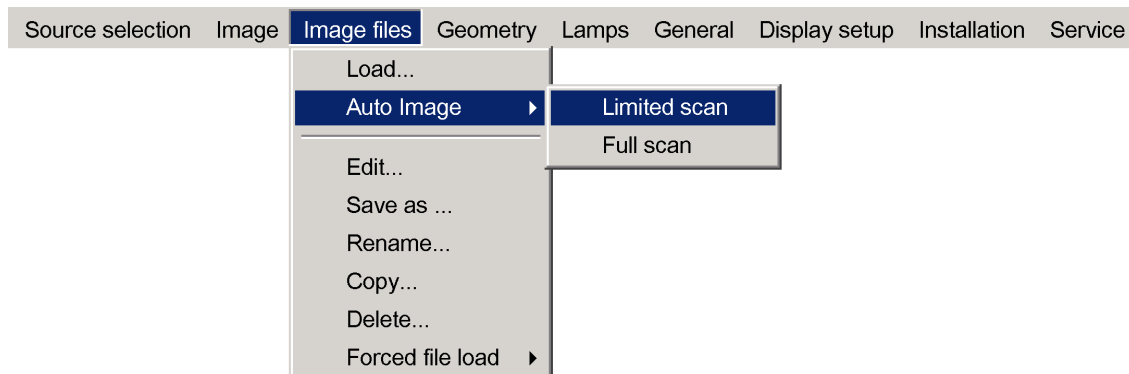 Source selection Image Image files Geometry Lamps General Display setup Installation Service
Load...
Auto Image
Limited scan
Full scan
Edit...
Save as ...
Rename...
Copy...
Delete...
Forced file load